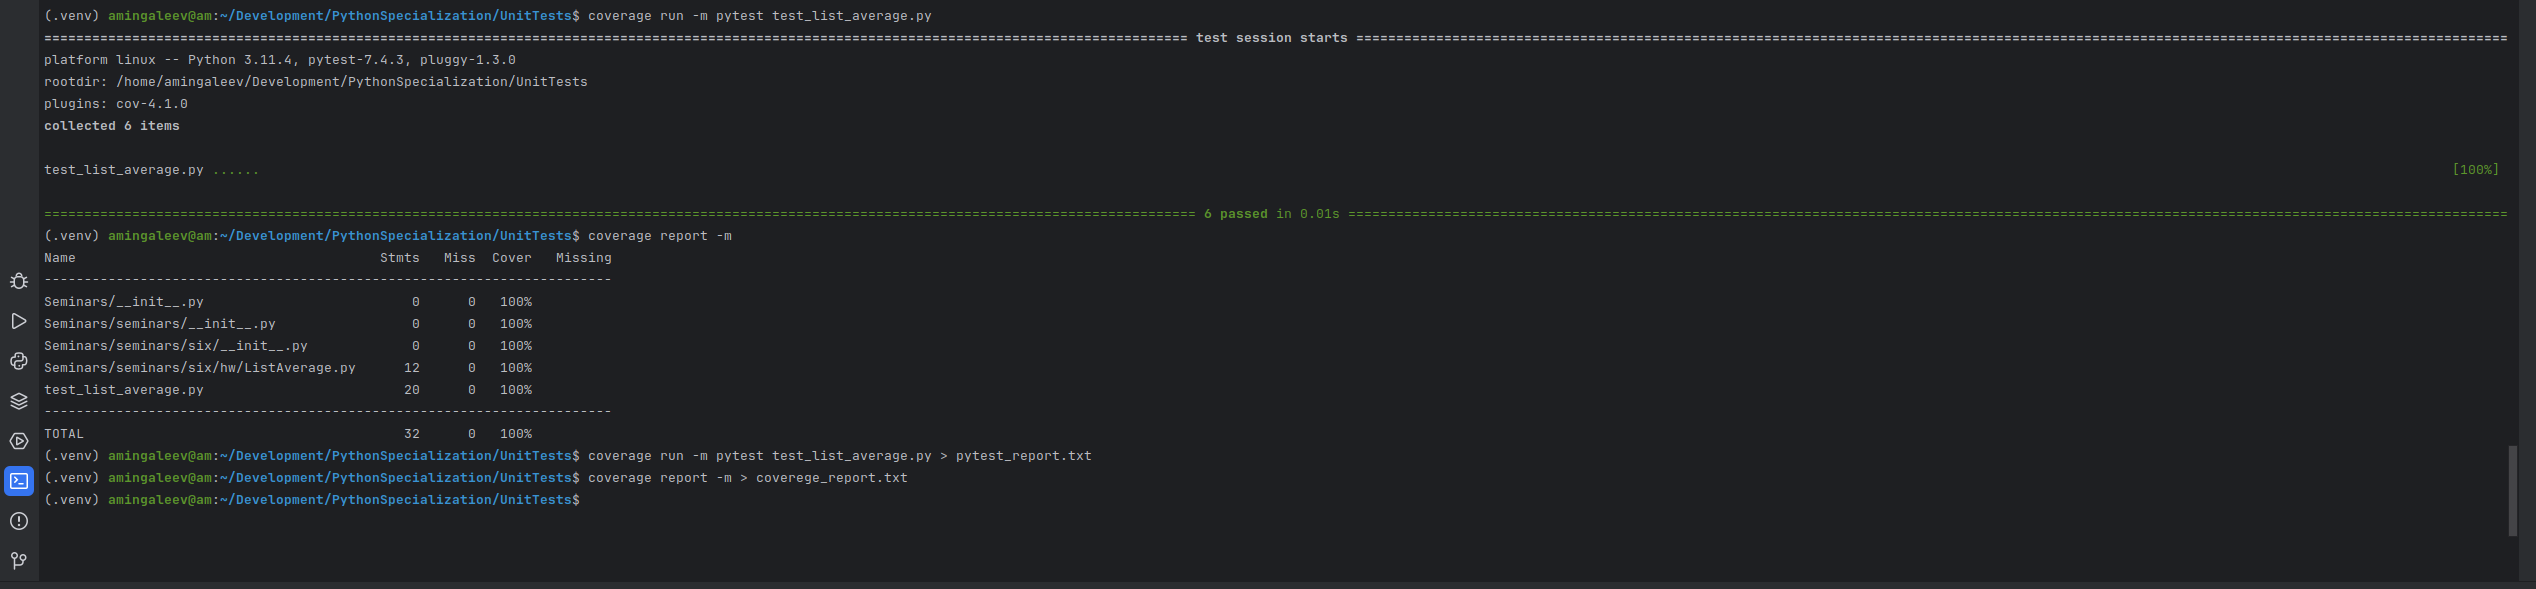 (.venv) amingaleev@am:~/Development/PythonSpecialization/UnitTests$ coverage run -m pytest test_list_average.py
=============================================================================================================================================== test session starts ================================================================================================================================================
platform linux -- Python 3.11.4, pytest-7.4.3, pluggy-1.3.0
rootdir: /home/amingaleev/Development/PythonSpecialization/UnitTests
plugins: cov-4.1.0
collected 6 items
test_list_average.py ...... [100%]
================================================================================================================================================ 6 passed in 0.01s =================================================================================================================================================
(.venv) amingaleev@am:~/Development/PythonSpecialization/UnitTests$ coverage report -m
Name                                      Stmts   Miss  Cover   Missing
-----------------------------------------------------------------------
Seminars/__init__.py                          0      0   100%
Seminars/seminars/__init__.py                 0      0   100%
Seminars/seminars/six/__init__.py             0      0   100%
Seminars/seminars/six/hw/ListAverage.py      12      0   100%
test_list_average.py                         20      0   100%
-----------------------------------------------------------------------
TOTAL                                        32      0   100%
(.venv) amingaleev@am:~/Development/PythonSpecialization/UnitTests$ coverage run -m pytest test_list_average.py > pytest_report.txt
(.venv) amingaleev@am:~/Development/PythonSpecialization/UnitTests$ coverage report -m > coverege_report.txt
(.venv) amingaleev@am:~/Development/PythonSpecialization/UnitTests$